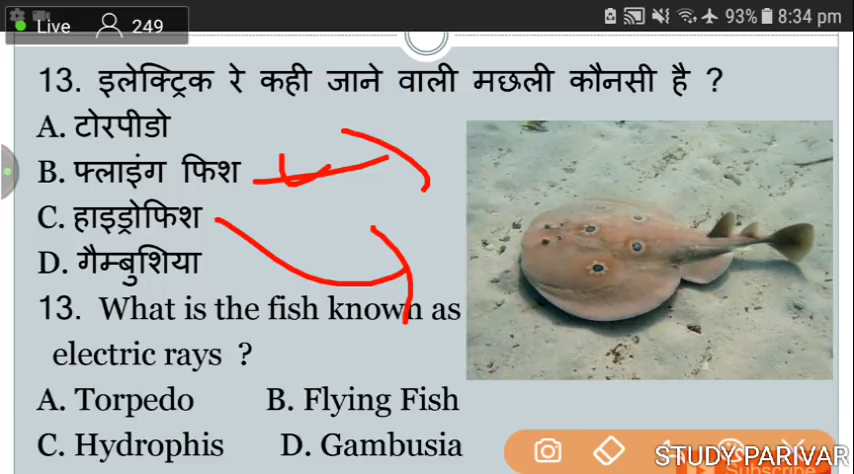 Live 249
93% 8:34 pm
13. इलेक्ट्रिक रे कही जाने वाली मछली कौनसी है ?
A. टोरपीडो
B. फ्लाइंग फिश
C. हाइड्रोफिश
D. गैम्बुशिया
13. What is the fish known as
electric rays ?
A. Torpedo B. Flying Fish
C. Hydrophis D. Gambusia
STUDY PARIVAR
Subscribe